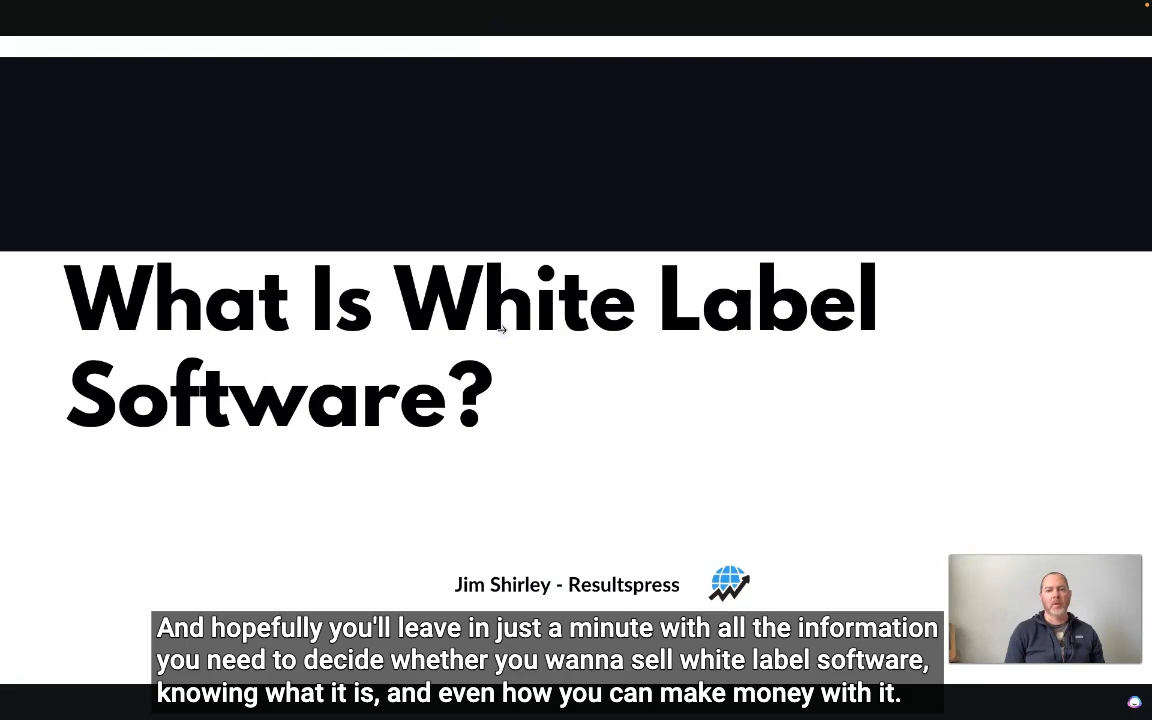 What Is White Label
Software?
Jim Shirley - Resultspress
And hopefully you'll leave in just a minute with all the information
you need to decide whether you wanna sell white label software,
knowing what it is, and even how you can make money with it.